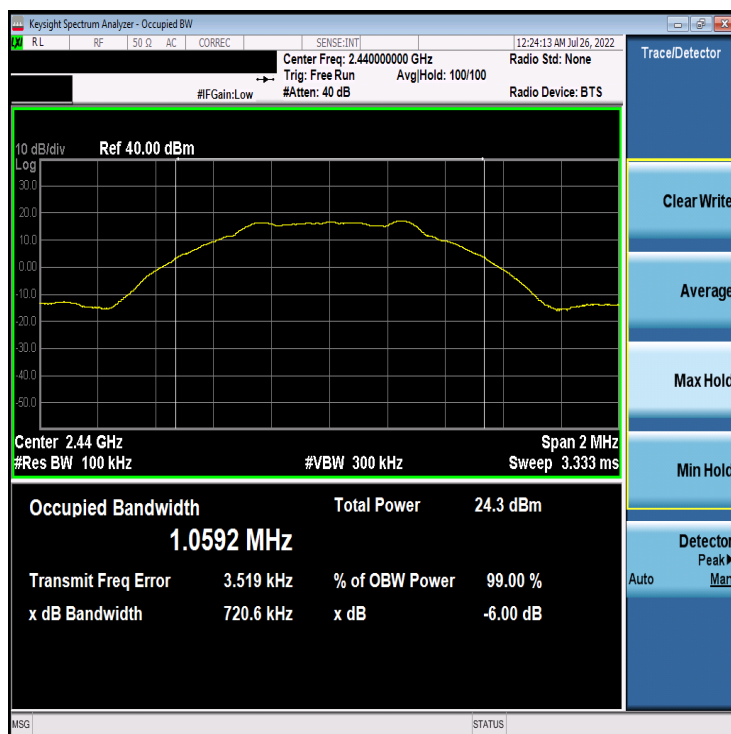 Keysight Spectrum Analyzer - Occupied BW
LXI RL RF 50 Ω AC CORREC SENSE:INT 12:24:13 AM Jul 26, 2022
Center Freq: 2.440000000 GHz Radio Std: None
Trig: Free Run Avg|Hold: 100/100
#IFGain:Low #Atten: 40 dB Radio Device: BTS
10 dB/div Ref 40.00 dBm
Log
30.0
20.0
10.0
0.00
-10.0
-20.0
-30.0
-40.0
-50.0
Center 2.44 GHz Span 2 MHz
#Res BW 100 kHz #VBW 300 kHz Sweep 3.333 ms
Occupied Bandwidth Total Power 24.3 dBm
1.0592 MHz
Transmit Freq Error 3.519 kHz % of OBW Power 99.00 %
x dB Bandwidth 720.6 kHz x dB -6.00 dB
MSG STATUS
Trace/Detector
Clear Write
Average
Max Hold
Min Hold
Detector
Peak▶
Auto Man